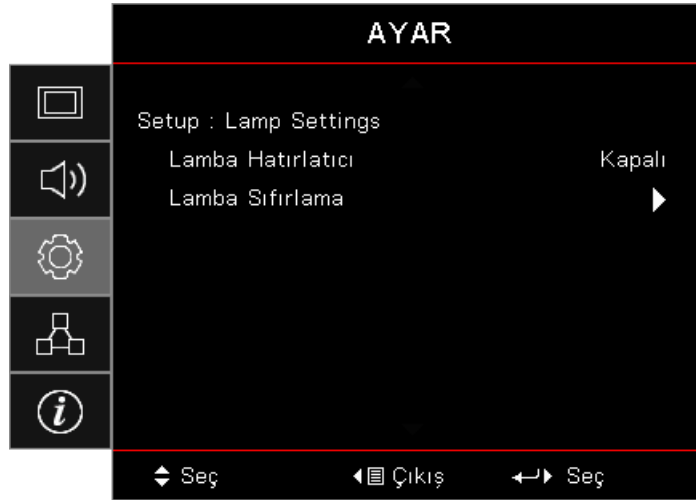 AYAR
Setup : Lamp Settings
Lamba Hatırlatıcı Kapalı
Lamba Sıfırlama
Seç Çıkış Seç